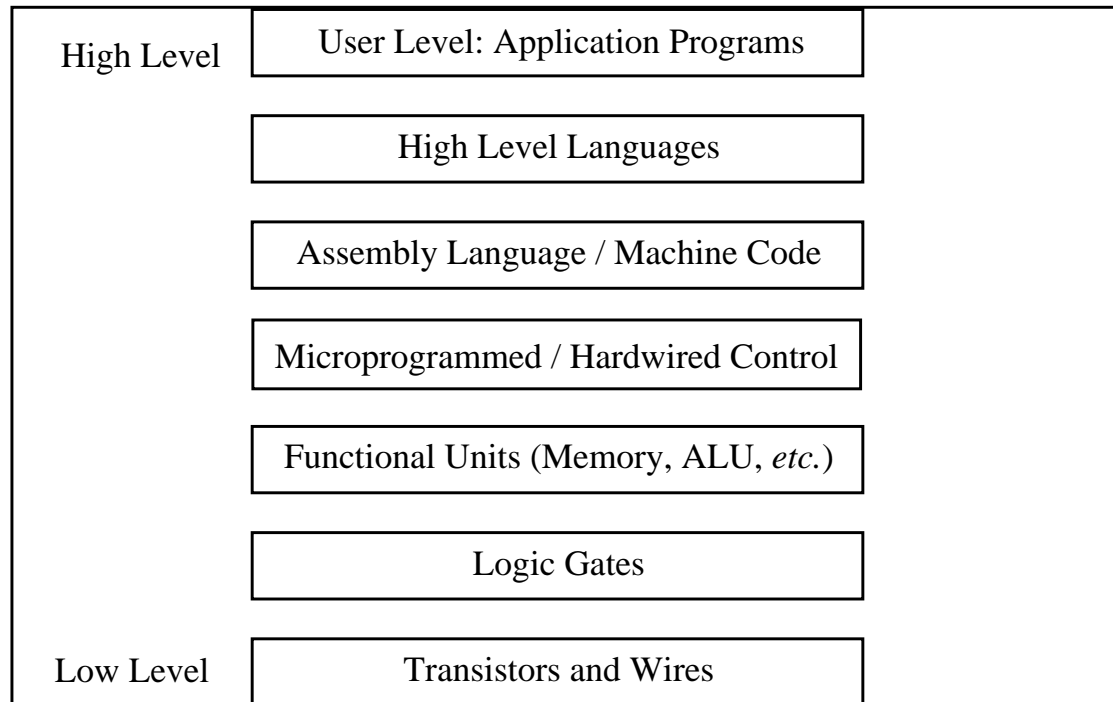 User Level: Application Programs
High Level
High Level Languages
Assembly Language / Machine Code
Microprogrammed / Hardwired Control
Functional Units (Memory, ALU, etc.)
Logic Gates
Low Level
Transistors and Wires